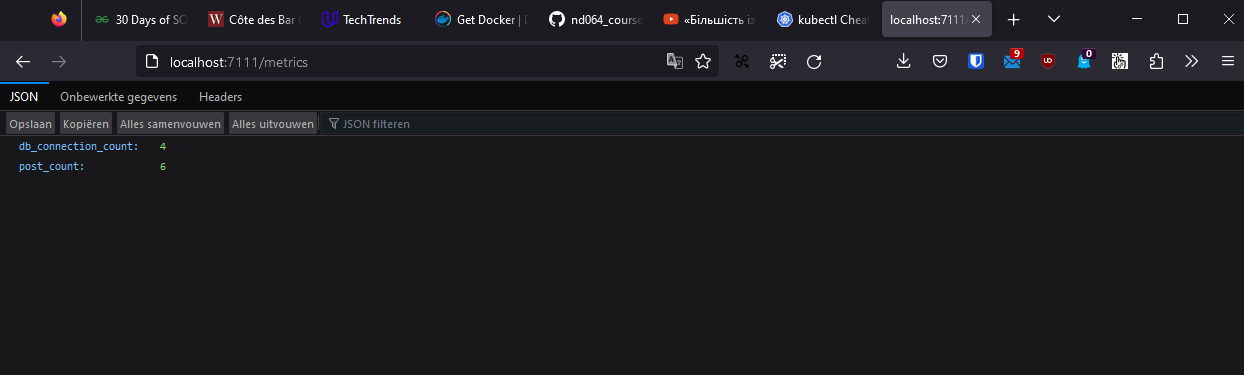 30 Days of SQ
Côte des Bar
TechTrends
Get Docker |
nd064_course
«Більшість із
kubectl Cheat
localhost:7111/
localhost:7111/metrics
9
0
JSON
Onbewerkte gegevens
Headers
Opslaan
Kopiëren
Alles samenvouwen
Alles uitvouwen
JSON filteren
db_connection_count: 4
post_count: 6